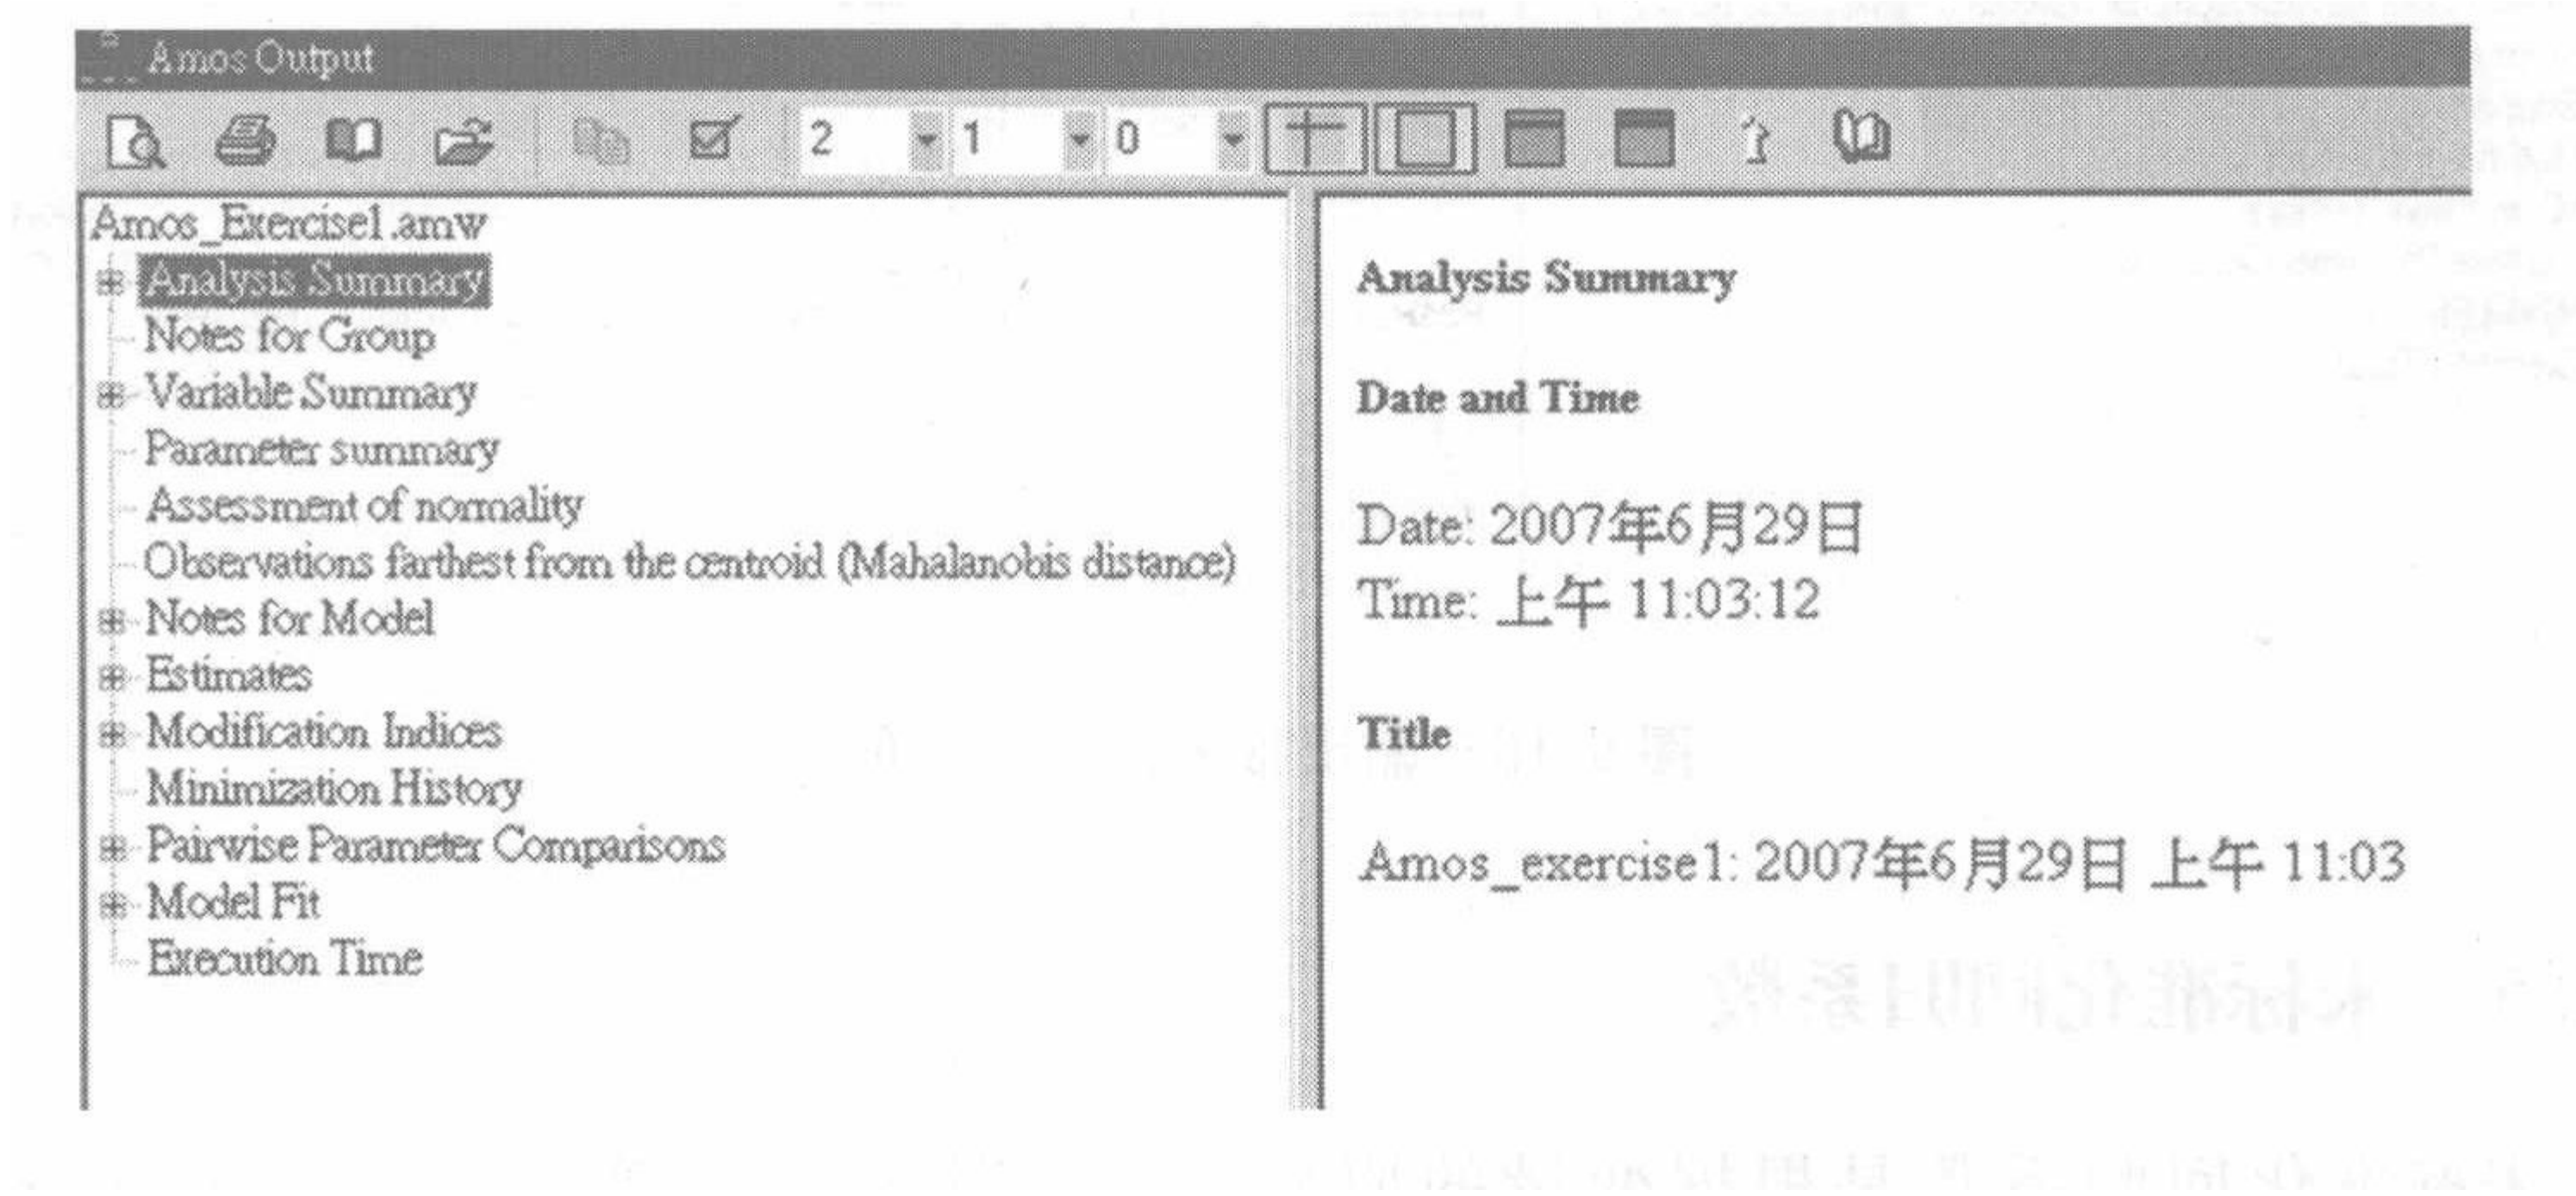 Amos Output
2 1 0
Amos_Exercise1.amw
Analysis Summary
Notes for Group
Variable Summary
Parameter summary
Assessment of normality
Observations farthest from the centroid (Mahalanobis distance)
Notes for Model
Estimates
Modification Indices
Minimization History
Pairwise Parameter Comparisons
Model Fit
Execution Time
Analysis Summary
Date and Time
Date: 2007年6月29日
Time: 上午 11:03:12
Title
Amos_exercise1: 2007年6月29日 上午 11:03